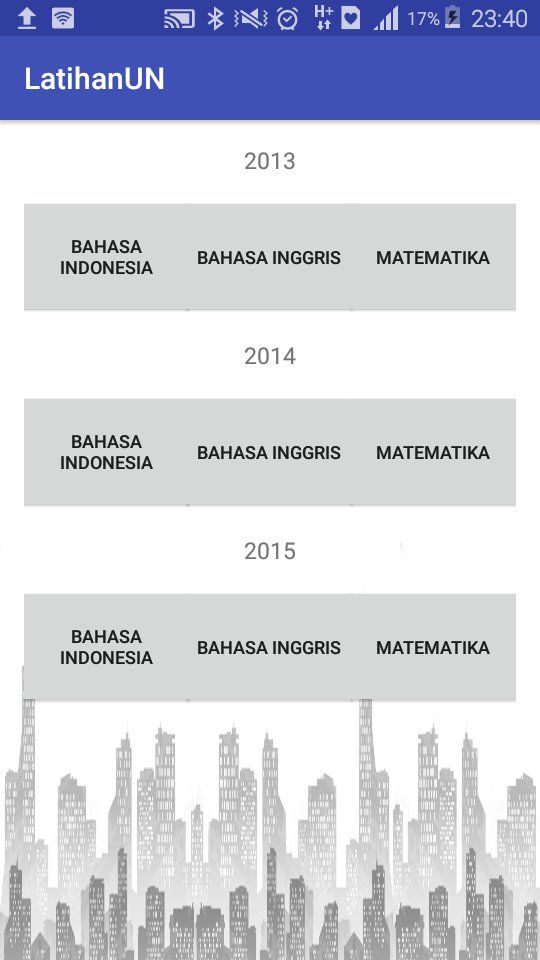 H+ 17% 23:40
LatihanUN
2013
BAHASA
INDONESIA
BAHASA INGGRIS
MATEMATIKA
2014
BAHASA
INDONESIA
BAHASA INGGRIS
MATEMATIKA
2015
BAHASA
INDONESIA
BAHASA INGGRIS
MATEMATIKA